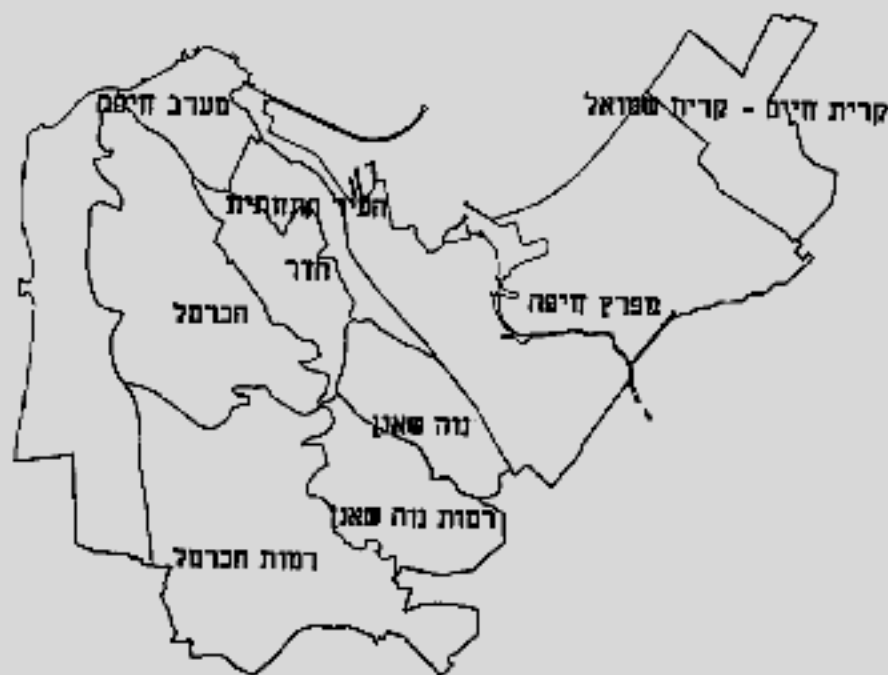 מערב חיפה
קרית חיים - קרית שמואל
העיר התחתית
הדר
הכרמל
מפרץ חיפה
נוה שאנן
רמות נוה שאנן
רמות הכרמל